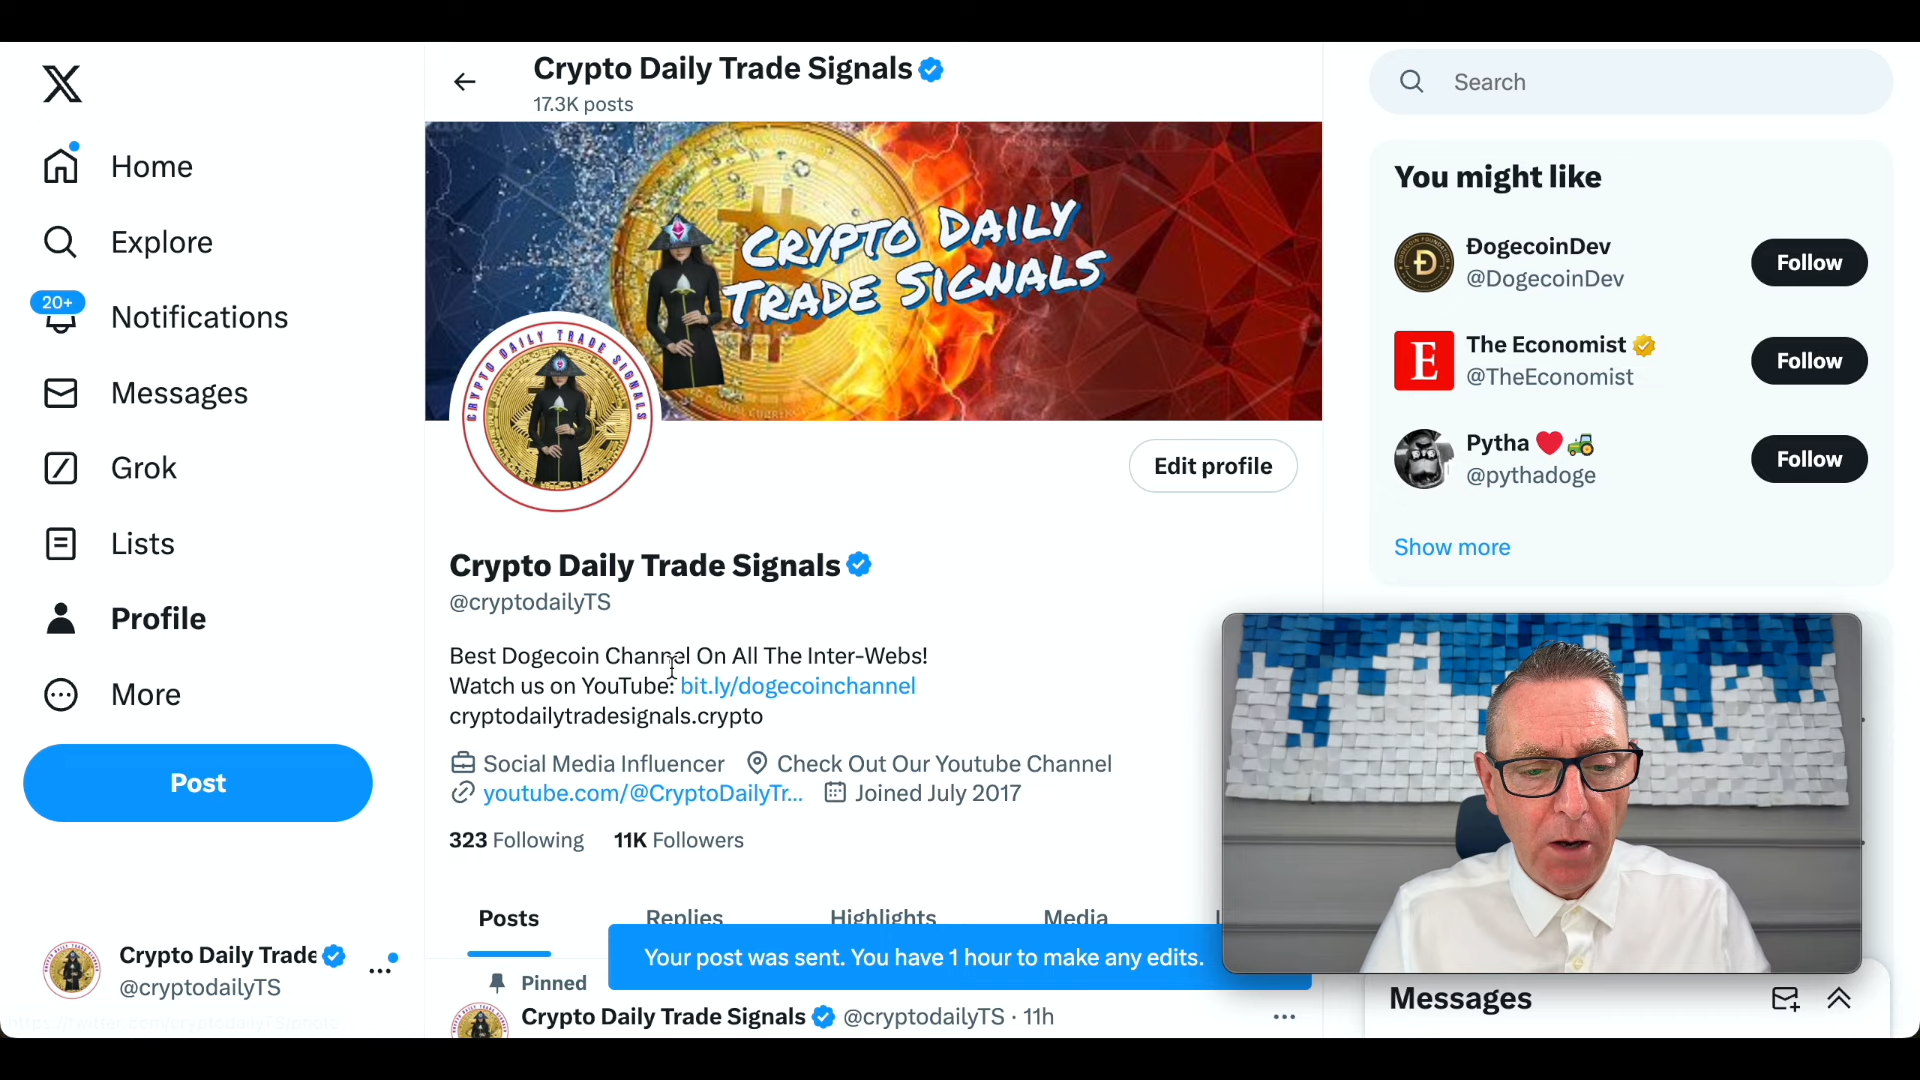 Home
Explore
20+
Notifications
Messages
Grok
Lists
Profile
More
Post
Crypto Daily Trade
@cryptodailyTS
Crypto Daily Trade Signals
17.3K posts
CRYPTO DAILY
TRADE SIGNALS
CRYPTO DAILY TRADE SIGNALS
Edit profile
Crypto Daily Trade Signals
@cryptodailyTS
Best Dogecoin Channel On All The Inter-Webs!
Watch us on YouTube: bit.ly/dogecoinchannel
cryptodailytradesignals.crypto
Social Media Influencer Check Out Our Youtube Channel
youtube.com/@CryptoDailyTr... Joined July 2017
323 Following 11K Followers
Posts Replies Highlights Media
Your post was sent. You have 1 hour to make any edits.
Pinned
Crypto Daily Trade Signals @cryptodailyTS · 11h
Search
You might like
ÐogecoinDev
@DogecoinDev
Follow
The Economist
@TheEconomist
Follow
Pytha
@pythadoge
Follow
Show more
Messages